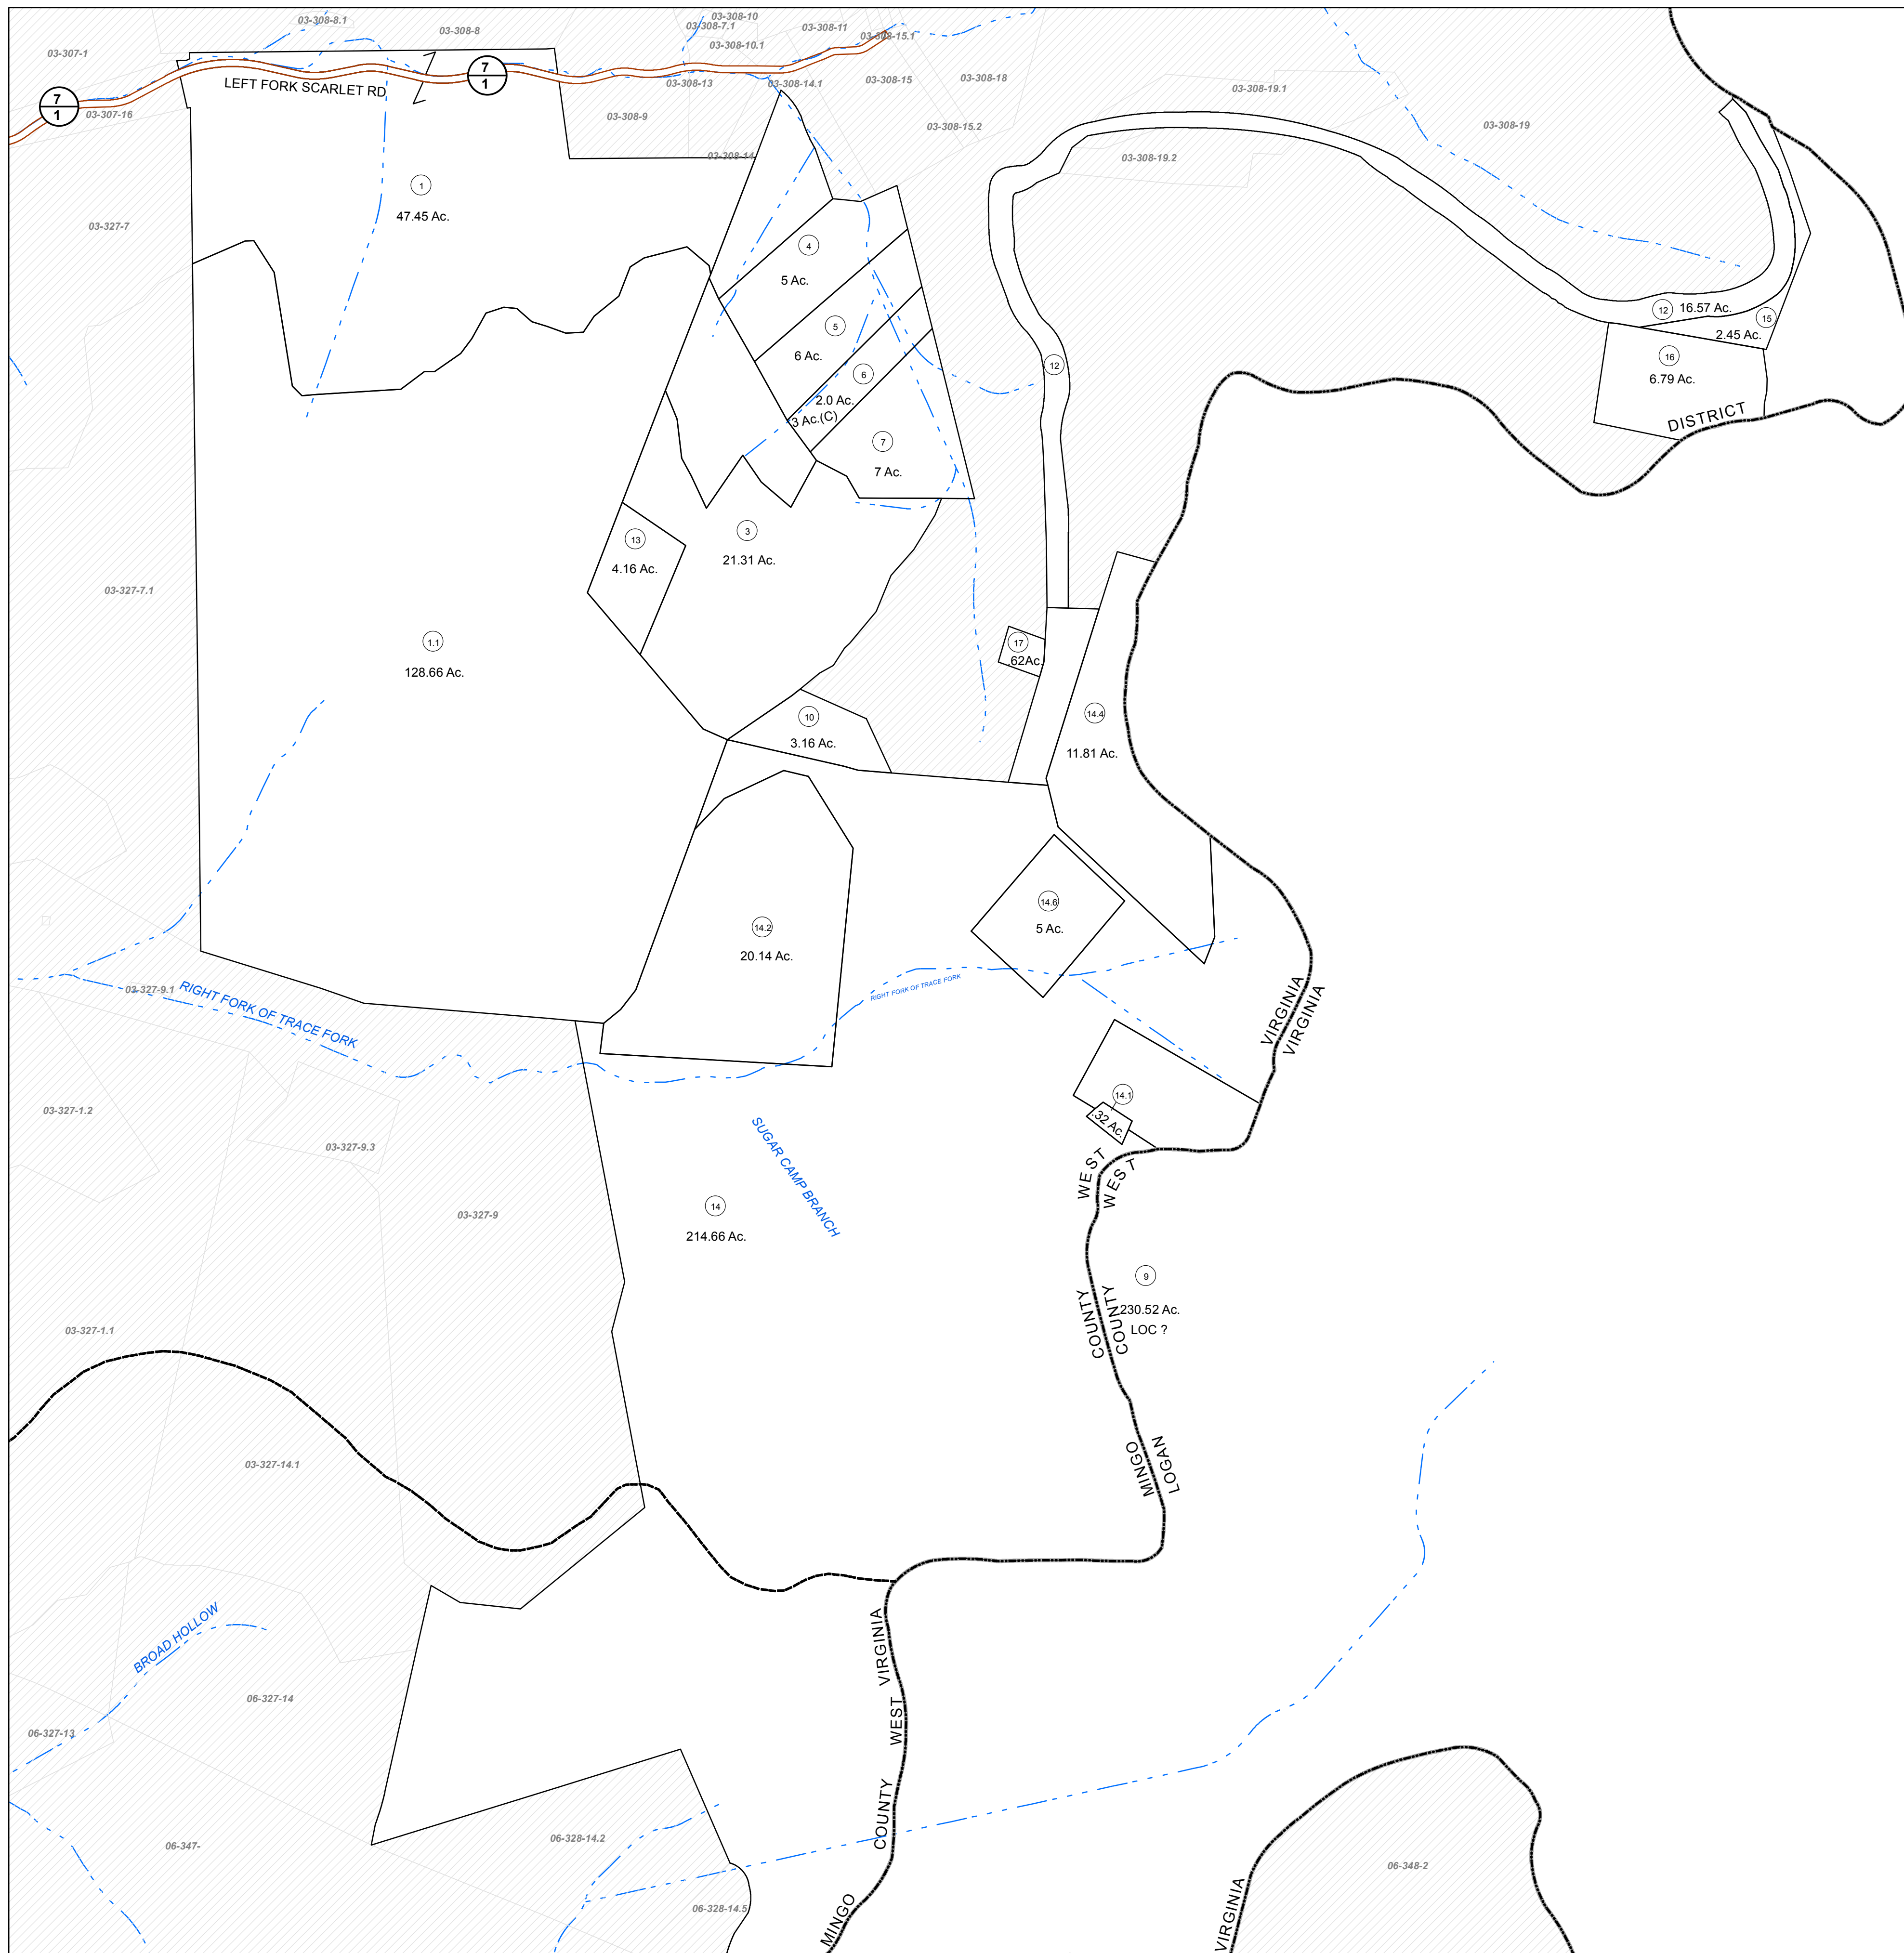 03-308-8.1
03-308-10
03-307-1
03-308-8
03-308-7.1
03-308-11
03-308-15.1
03-308-10.1
7
1
7
1
LEFT FORK SCARLET RD
03-308-13
03-308-14.1
03-308-15
03-308-18
03-308-19.1
03-307-16
03-308-9
03-308-15.2
03-308-19
03-308-14
03-308-19.2
1
47.45 Ac.
03-327-7
4
5 Ac.
12
16.57 Ac.
15
2.45 Ac.
5
6 Ac.
16
6.79 Ac.
12
6
2.0 Ac.
3 Ac.(C)
DISTRICT
7
7 Ac.
3
21.31 Ac.
13
4.16 Ac.
03-327-7.1
1.1
128.66 Ac.
17
.62Ac.
10
3.16 Ac.
14.4
11.81 Ac.
14.6
5 Ac.
14.2
20.14 Ac.
03-327-9.1
RIGHT FORK OF TRACE FORK
RIGHT FORK OF TRACE FORK
VIRGINIA
VIRGINIA
14.1
.32 Ac.
03-327-1.2
03-327-9.3
SUGAR CAMP BRANCH
WEST
WEST
03-327-9
14
214.66 Ac.
9
230.52 Ac.
LOC ?
COUNTY
COUNTY
03-327-1.1
03-327-14.1
MINGO
LOGAN
BROAD HOLLOW
VIRGINIA
WEST
COUNTY
MINGO
06-327-14
06-327-13
06-347-
06-328-14.2
06-328-14.5
06-348-2
VIRGINIA